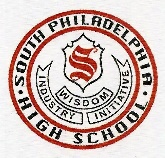 SOUTH PHILADELPHIA
HIGH SCHOOL
S
WISDOM
INDUSTRY
INITIATIVE